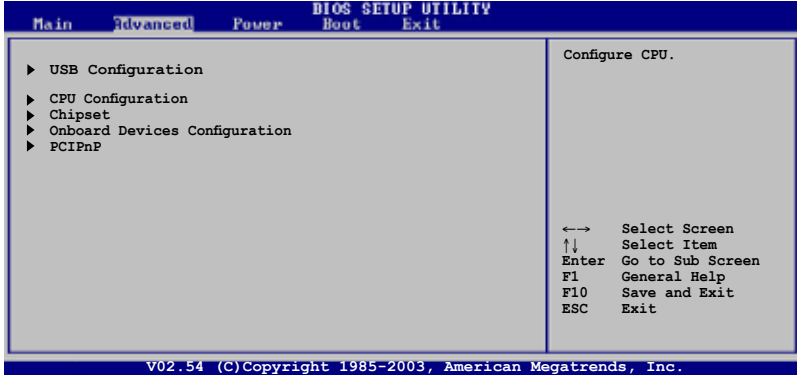 BIOS SETUP UTILITY
Main Advanced Power Boot Exit
USB Configuration
CPU Configuration
Chipset
Onboard Devices Configuration
PCIPnP
Configure CPU.
←→ Select Screen
↑↓ Select Item
Enter Go to Sub Screen
F1 General Help
F10 Save and Exit
ESC Exit
V02.54 (C)Copyright 1985-2003, American Megatrends, Inc.